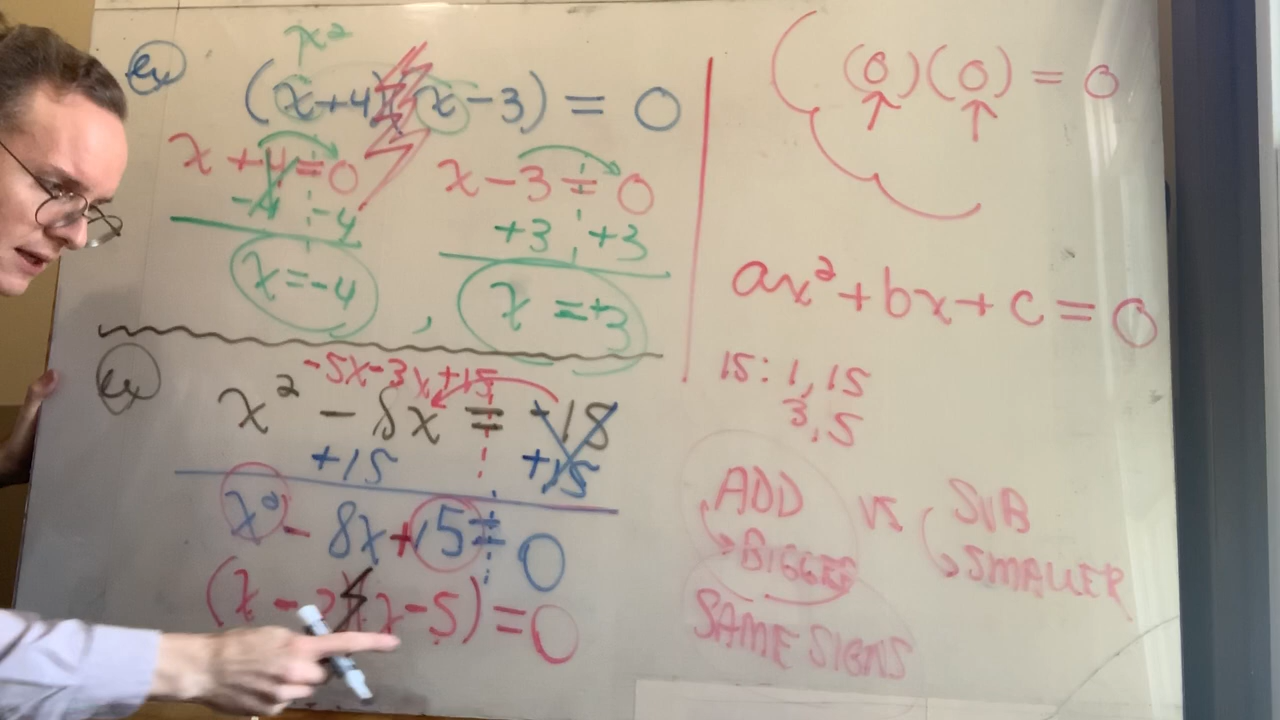 ex
x²
(x+4)(x-3) = 0
x + 4 = 0
-4 -4
x = -4 ,
x - 3 = 0
+3 +3
x = +3
ex
-5x-3x+15
x² - 8x = -15
+15 +15
x² - 8x + 15 = 0
(x - 3)(x - 5) = 0
(0)(0) = 0
ax² + bx + c = 0
15: 1, 15
3, 5
ADD VS SUB
BIGGER SMALLER
SAME SIGNS